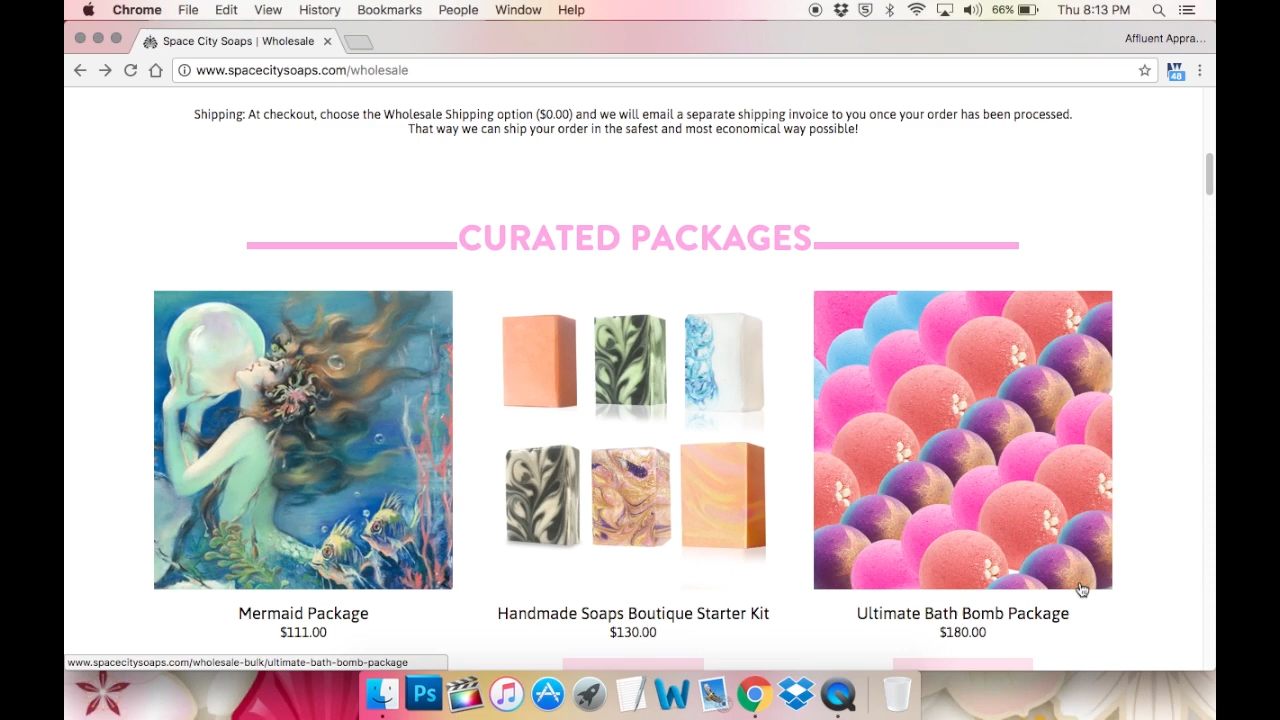 Chrome File Edit View History Bookmarks People Window Help 66% Thu 8:13 PM
Space City Soaps | Wholesale Affluent Appra...
www.spacecitysoaps.com/wholesale 48
Shipping: At checkout, choose the Wholesale Shipping option ($0.00) and we will email a separate shipping invoice to you once your order has been processed.
That way we can ship your order in the safest and most economical way possible!
CURATED PACKAGES
Mermaid Package
$111.00
Handmade Soaps Boutique Starter Kit
$130.00
Ultimate Bath Bomb Package
$180.00
www.spacecitysoaps.com/wholesale-bulk/ultimate-bath-bomb-package
Ps W